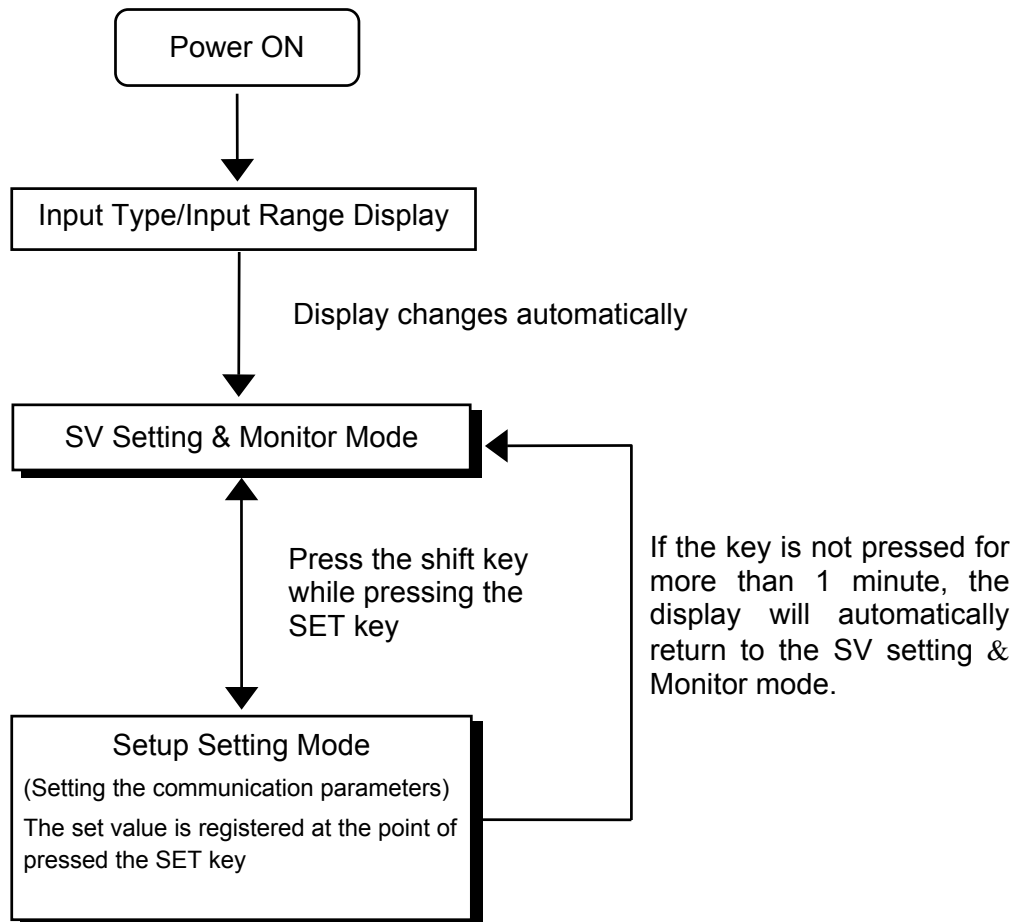 Power ON
Input Type/Input Range Display
Display changes automatically
SV Setting & Monitor Mode
Press the shift key
while pressing the
SET key
If the key is not pressed for
more than 1 minute, the
display will automatically
return to the SV setting &
Monitor mode.
Setup Setting Mode
(Setting the communication parameters)
The set value is registered at the point of
pressed the SET key